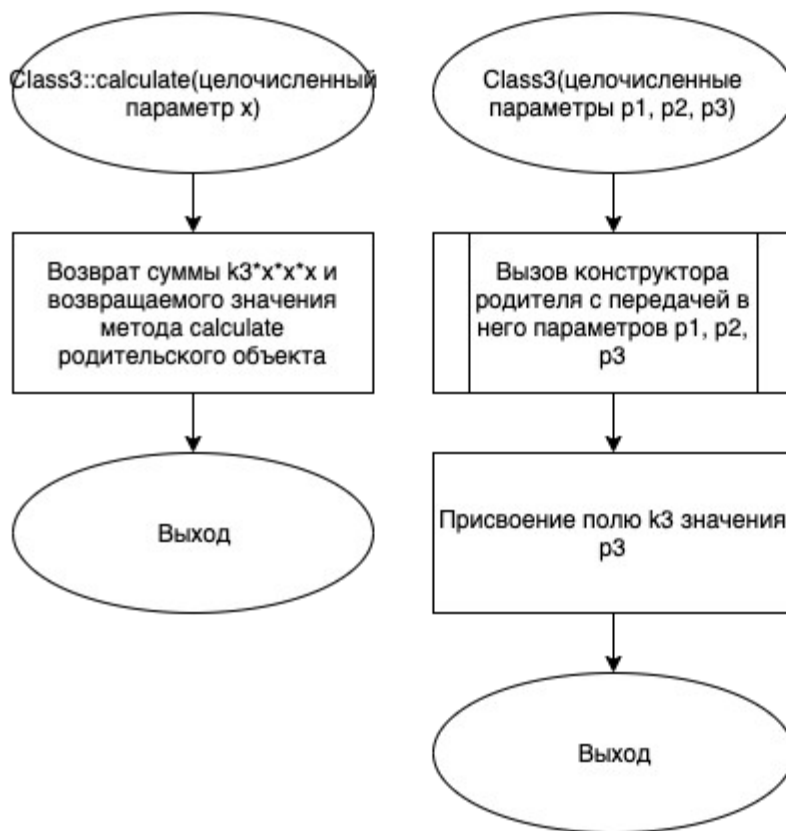 Class3::calculate(целочисленный
параметр x)
Возврат суммы k3*x*x*x и
возвращаемого значения
метода calculate
родительского объекта
Выход
Class3(целочисленные
параметры p1, p2, p3)
Вызов конструктора
родителя с передачей в
него параметров p1, p2,
p3
Присвоение полю k3 значения
p3
Выход